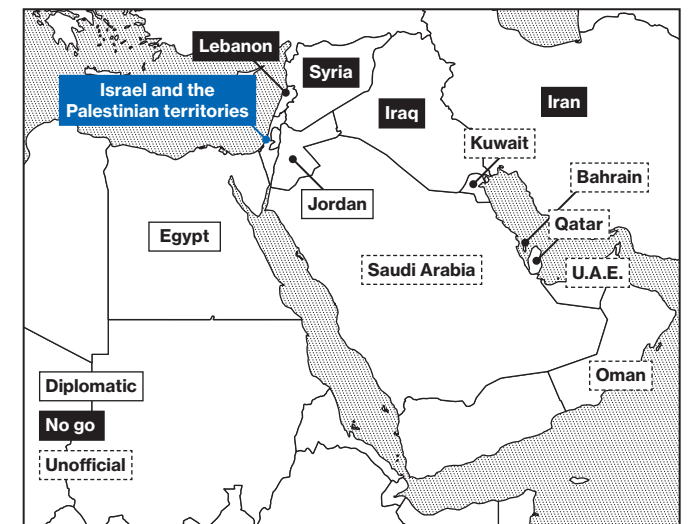 Lebanon
Syria
Israel and the
Palestinian territories
Iraq
Iran
Kuwait
Bahrain
Jordan
Qatar
Egypt
Saudi Arabia
U.A.E.
Oman
Diplomatic
No go
Unofficial